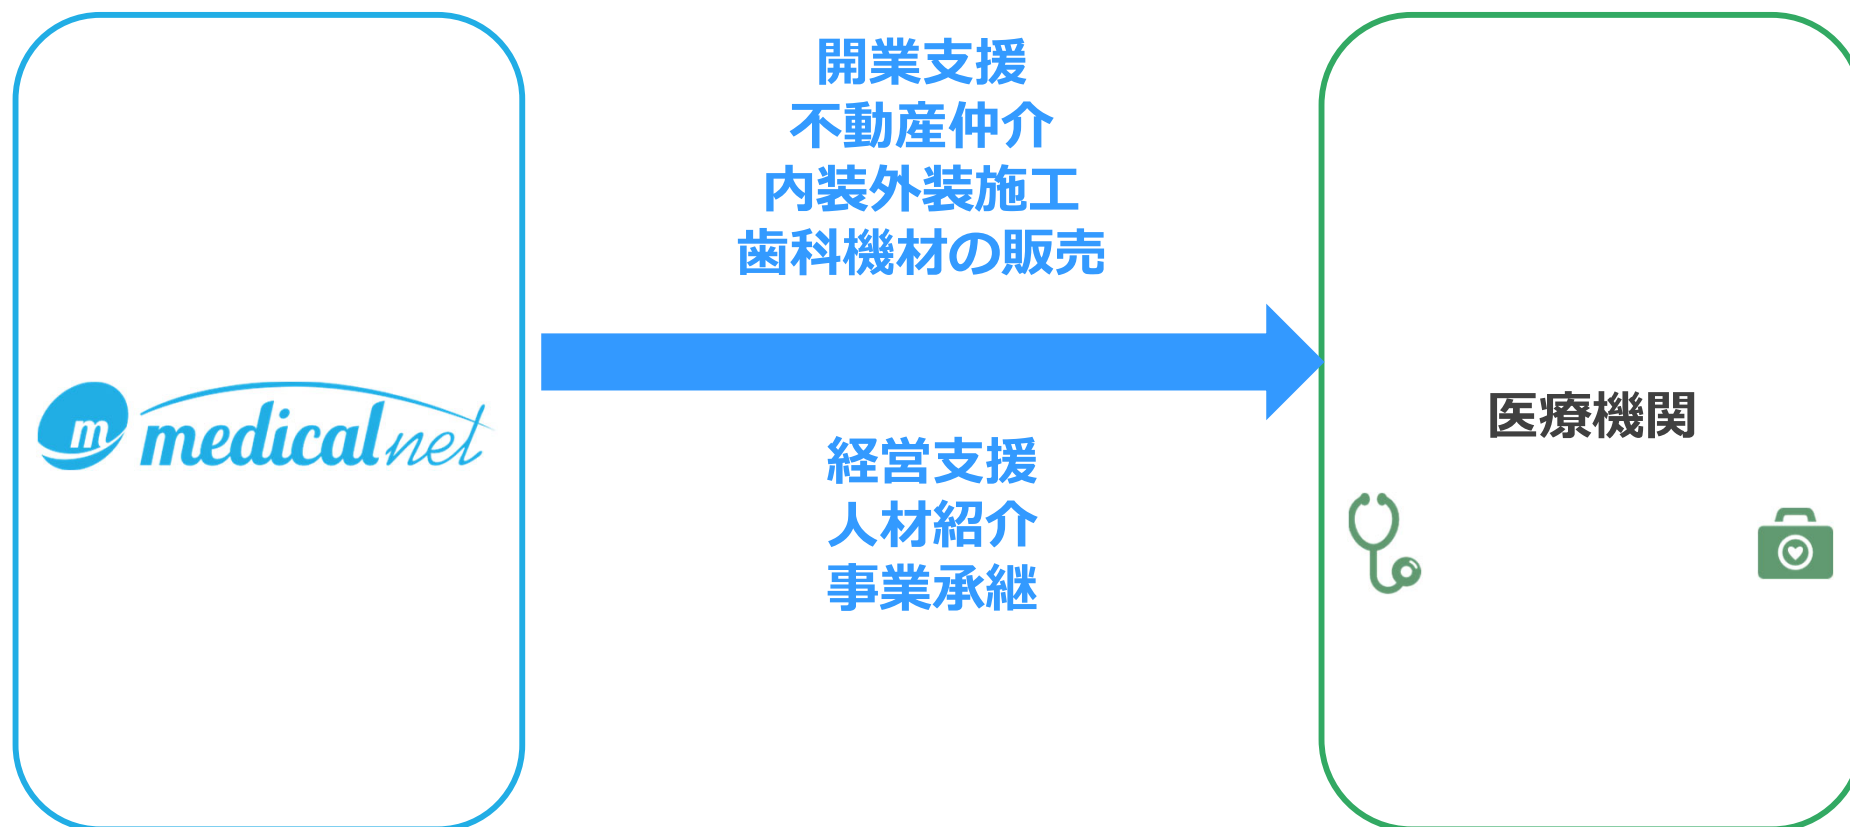 開業支援
不動産仲介
内装外装施工
歯科機材の販売
m medicalnet
医療機関
経営支援
人材紹介
事業承継